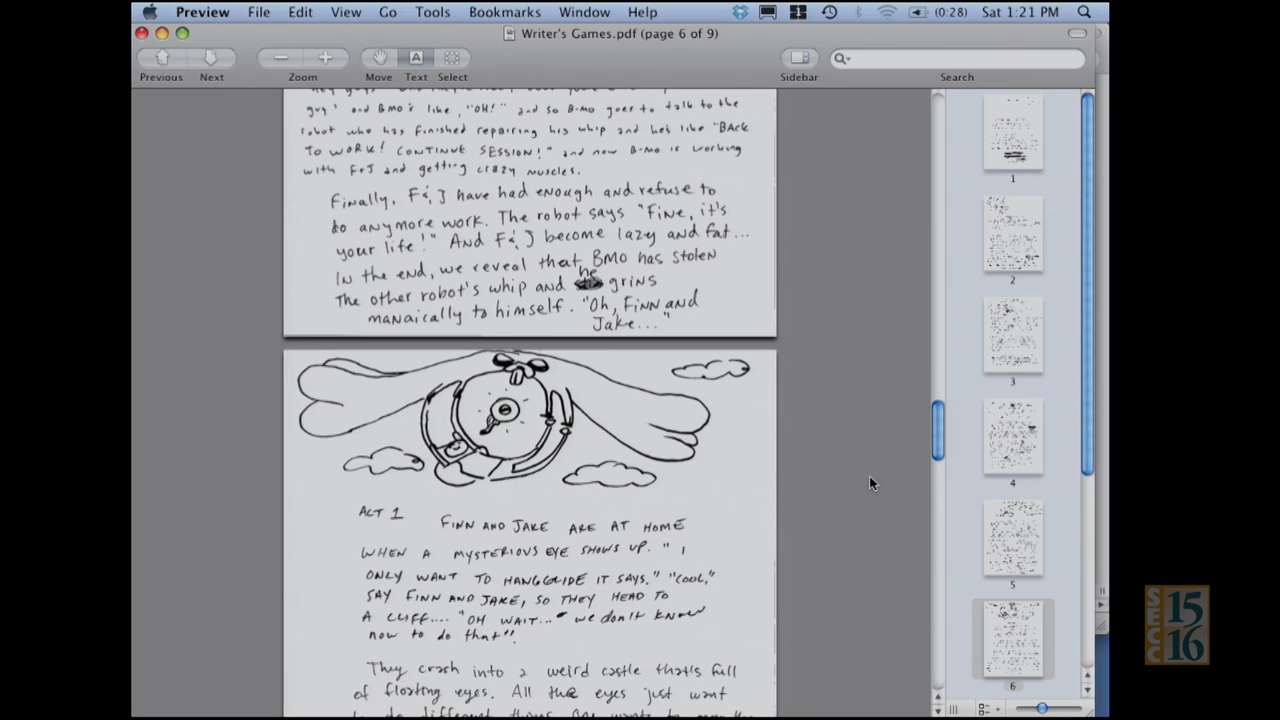 Preview File Edit View Go Tools Bookmarks Window Help (0:28) Sat 1:21 PM
Writer's Games.pdf (page 6 of 9)
Previous Next Zoom Move Text Select Sidebar Search
guy" and BMO's like, "OH!" and so B-mo goes to talk to the
robot who has finished repairing his whip and he's like "BACK
TO WORK! CONTINUE SESSION!" and now B-mo is working
with F+J and getting crazy muscles.
Finally, F&J have had enough and refuse to
do anymore work. The robot says "Fine, it's
your life!" And F&J become lazy and fat...
In the end, we reveal that BMO has stolen
The other robot's whip and he grins
manaically to himself. "Oh, Finn and
Jake..."
ACT 1 FINN AND JAKE ARE AT HOME
WHEN A MYSTERIOUS EYE SHOWS UP. " I
ONLY WANT TO HANGGLIDE IT SAYS." "COOL,"
SAY FINN AND JAKE, SO THEY HEAD TO
A CLIFF.... "OH WAIT... we don't know
how to do that".
They crash into a weird castle that's full
of floating eyes. All the eyes just want
to do different things. One wants to
1
2
3
4
5
6
SECC
15
16